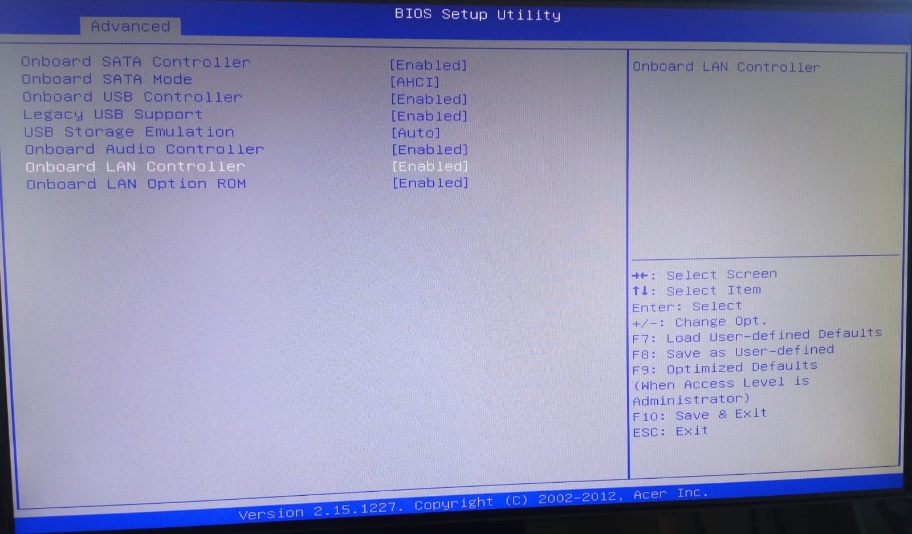 BIOS Setup Utility
Advanced
Onboard SATA Controller [Enabled]
Onboard SATA Mode [AHCI]
Onboard USB Controller [Enabled]
Legacy USB Support [Enabled]
USB Storage Emulation [Auto]
Onboard Audio Controller [Enabled]
Onboard LAN Controller [Enabled]
Onboard LAN Option ROM [Enabled]
Onboard LAN Controller
→←: Select Screen
↑↓: Select Item
Enter: Select
+/-: Change Opt.
F7: Load User-defined Defaults
F8: Save as User-defined
F9: Optimized Defaults
(When Access Level is
Administrator)
F10: Save & Exit
ESC: Exit
Version 2.15.1227. Copyright (C) 2002-2012, Acer Inc.